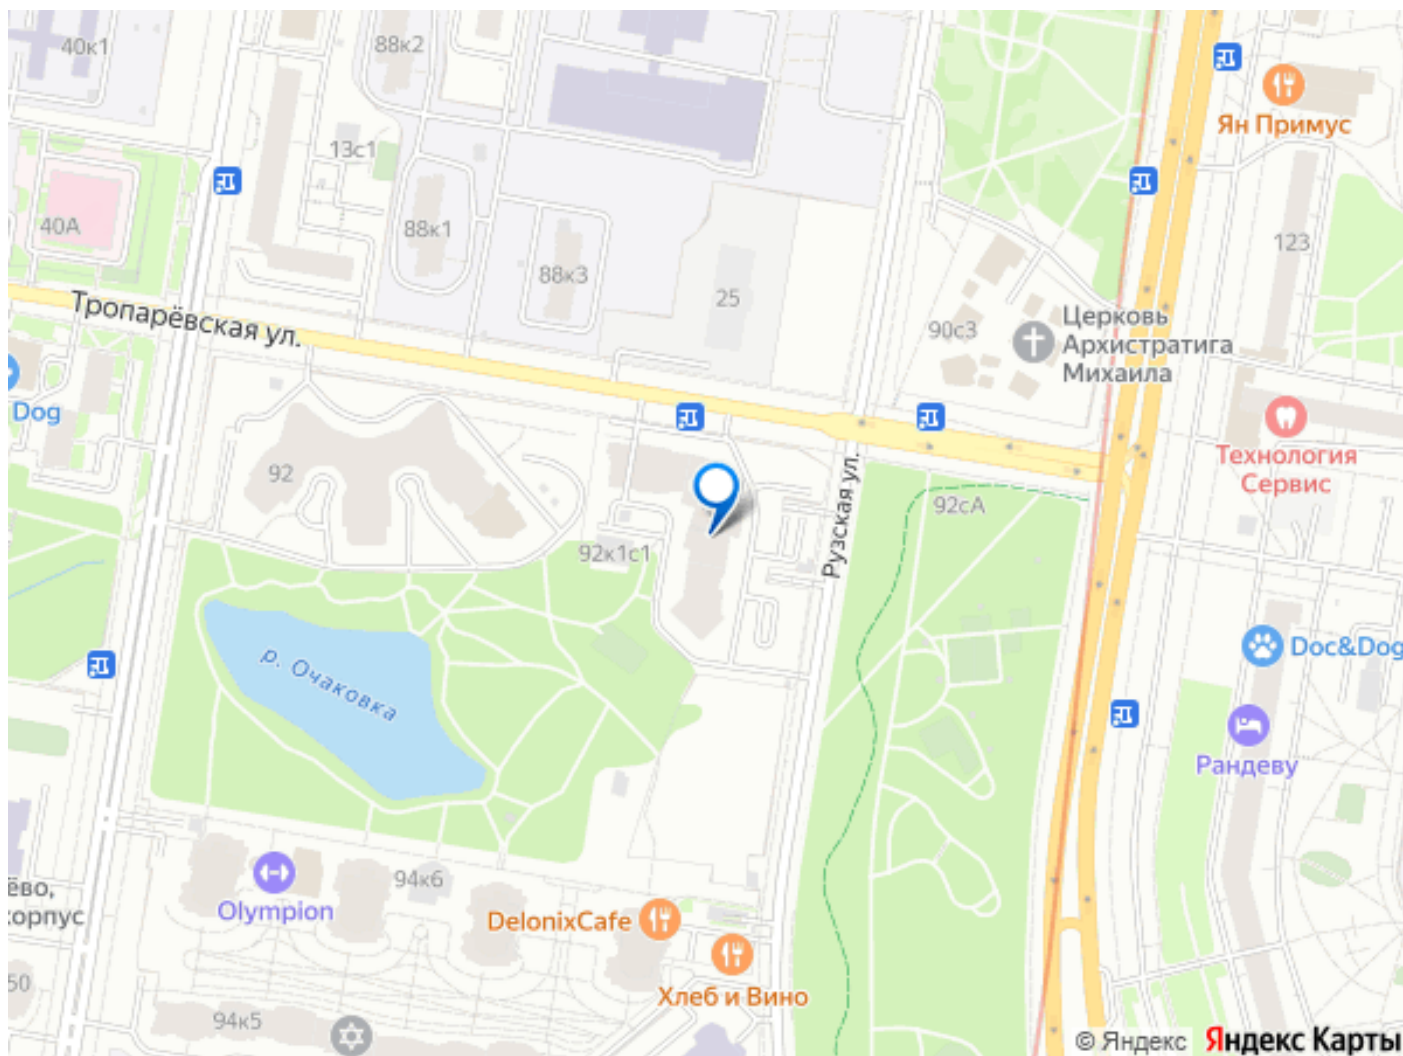 40к1
88к2
Ян Примус
13с1
40А
88к1
123
88к3
25
Тропарёвская ул.
90с3
Церковь
Архистратига
Михаила
Dog
92
Технология
Сервис
Рузская ул.
92сА
92к1с1
р. Очаковка
Doc&Dog
Рандеву
94к6
ёво,
корпус
Olympion
DelonixCafe
50
Хлеб и Вино
94к5
© Яндекс
Яндекс Карты